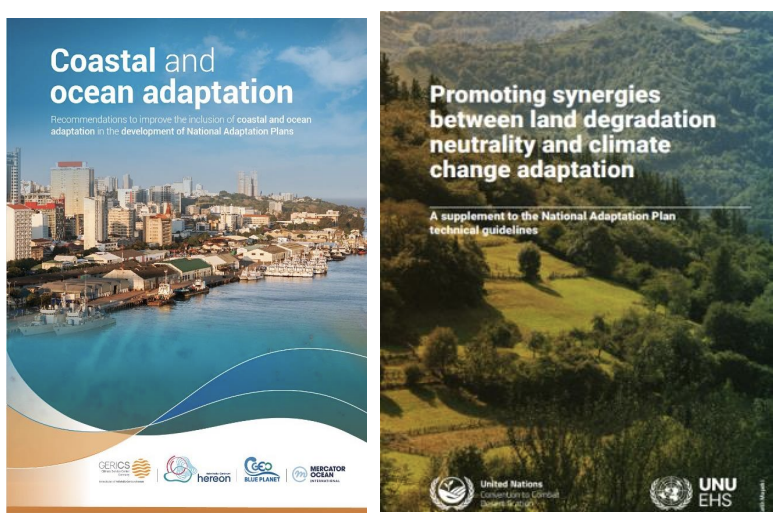 Coastal and
ocean adaptation
Recommendations to improve the inclusion of coastal and ocean
adaptation in the development of National Adaptation Plans
GERICS
hereon
GEO
BLUE PLANET
MERCATOR
OCEAN
INTERNATIONAL
Promoting synergies
between land degradation
neutrality and climate
change adaptation
A supplement to the National Adaptation Plan
technical guidelines
United Nations
Convention to Combat
Desertification
UNU
EHS